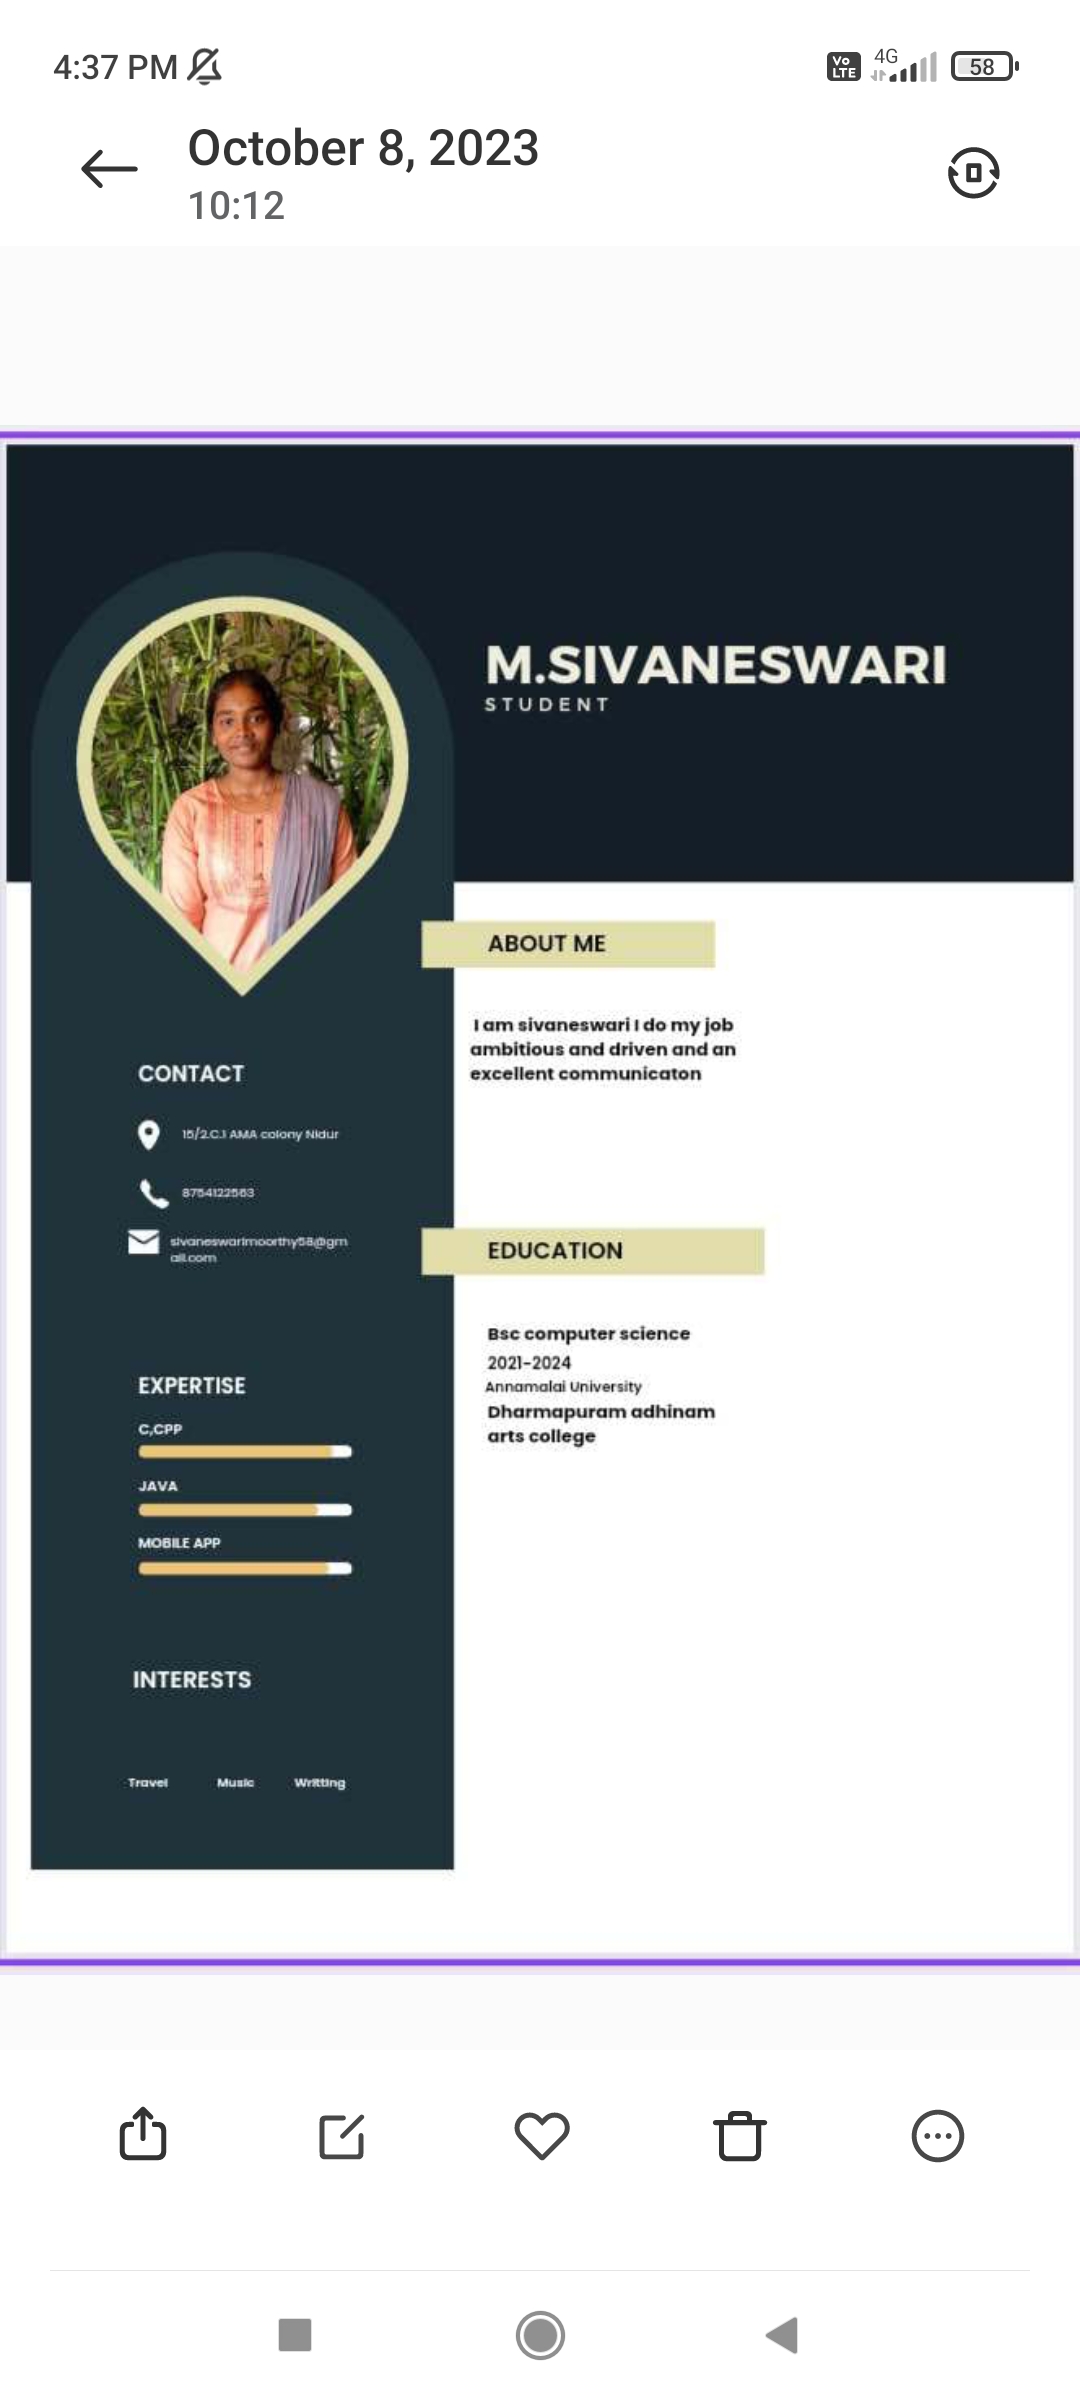 4:37 PM
Vo
LTE
4G
58
October 8, 2023
10:12
M.SIVANESWARI
STUDENT
ABOUT ME
I am sivaneswari I do my job
ambitious and driven and an
excellent communicaton
CONTACT
15/2.C.1 AMA colony Nidur
8754122563
sivaneswarimoorthy58@gm
ail.com
EDUCATION
Bsc computer science
2021-2024
Annamalai University
Dharmapuram adhinam
arts college
EXPERTISE
C,CPP
JAVA
MOBILE APP
INTERESTS
Travel Music Writting